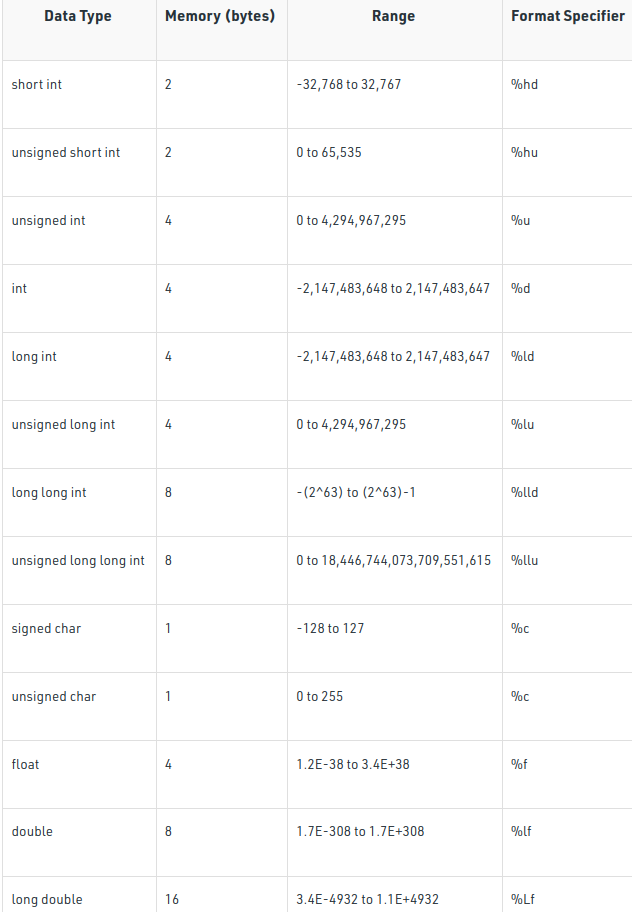 Data Type Memory (bytes) Range Format Specifier
short int 2 -32,768 to 32,767 %hd
unsigned short int 2 0 to 65,535 %hu
unsigned int 4 0 to 4,294,967,295 %u
int 4 -2,147,483,648 to 2,147,483,647 %d
long int 4 -2,147,483,648 to 2,147,483,647 %ld
unsigned long int 4 0 to 4,294,967,295 %lu
long long int 8 -(2^63) to (2^63)-1 %lld
unsigned long long int 8 0 to 18,446,744,073,709,551,615 %llu
signed char 1 -128 to 127 %c
unsigned char 1 0 to 255 %c
float 4 1.2E-38 to 3.4E+38 %f
double 8 1.7E-308 to 1.7E+308 %lf
long double 16 3.4E-4932 to 1.1E+4932 %Lf